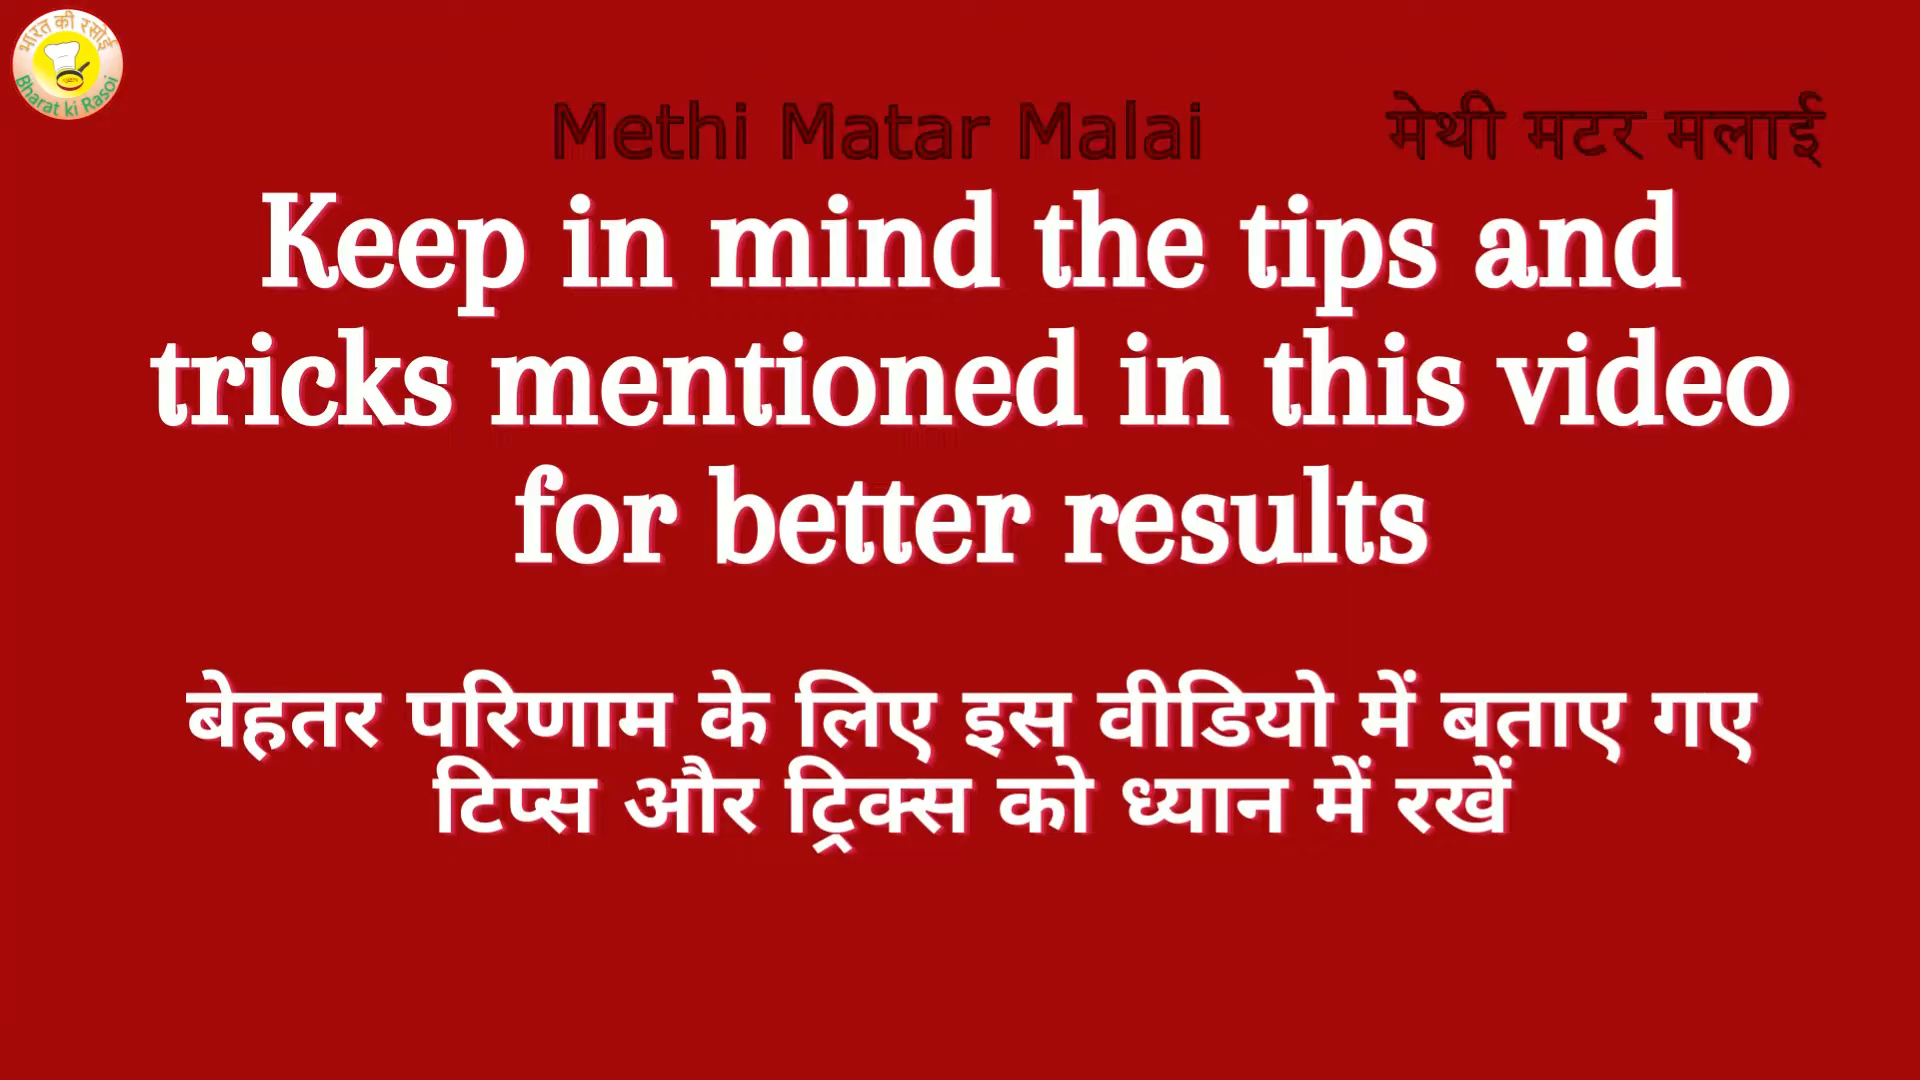 भारत की रसोई
Bharat ki Rasoi
Methi Matar Malai मेथी मटर मलाई
Keep in mind the tips and
tricks mentioned in this video
for better results
बेहतर परिणाम के लिए इस वीडियो में बताए गए
टिप्स और ट्रिक्स को ध्यान में रखें